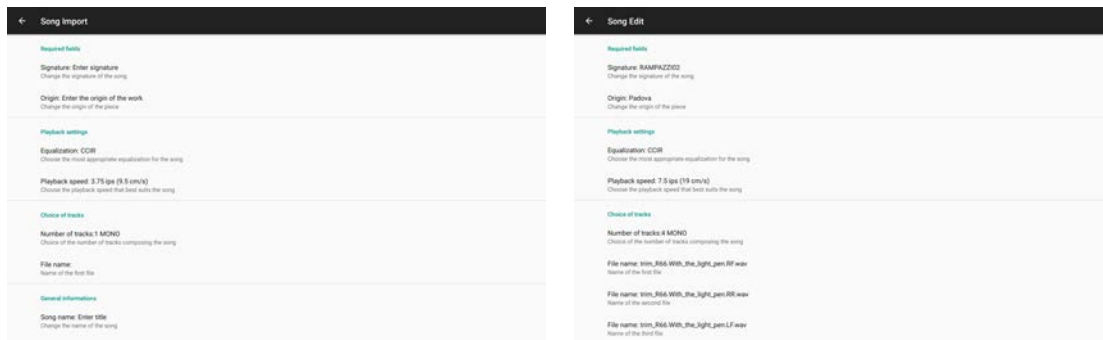 Song Import
Required fields
Signature: Enter signature
Change the signature of the song
Origin: Enter the origin of the work
Change the origin of the piece
Playback settings
Equalization: CCIR
Choose the most appropriate equalization for the song
Playback speed: 3.75 ips (9.5 cm/s)
Choose the playback speed that best suits the song
Choice of tracks
Number of tracks:1 MONO
Choice of the number of tracks composing the song
File name:
Name of the first file
General informations
Song name: Enter title
Change the name of the song
Song Edit
Required fields
Signature: RAMPAZZI02
Change the signature of the song
Origin: Padova
Change the origin of the piece
Playback settings
Equalization: CCIR
Choose the most appropriate equalization for the song
Playback speed: 7.5 ips (19 cm/s)
Choose the playback speed that best suits the song
Choice of tracks
Number of tracks:4 MONO
Choice of the number of tracks composing the song
File name: trim_R66.With_the_light_pen.RF.wav
Name of the first file
File name: trim_R66.With_the_light_pen.RR.wav
Name of the second file
File name: trim_R66.With_the_light_pen.LF.wav
Name of the third file